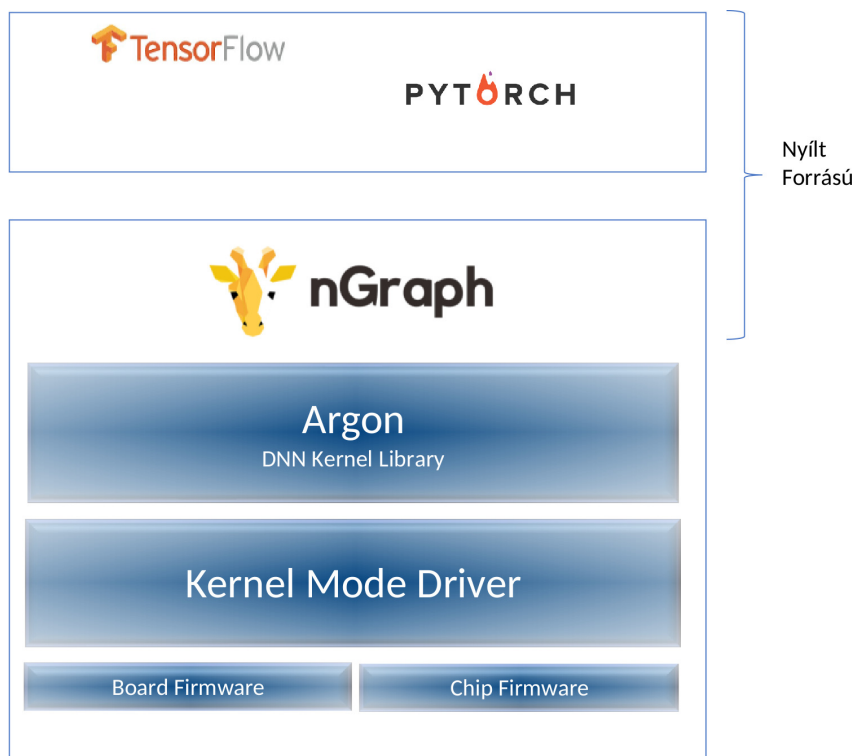 TensorFlow
PYTORCH
Nyílt
Forrású
nGraph
Argon
DNN Kernel Library
Kernel Mode Driver
Board Firmware
Chip Firmware